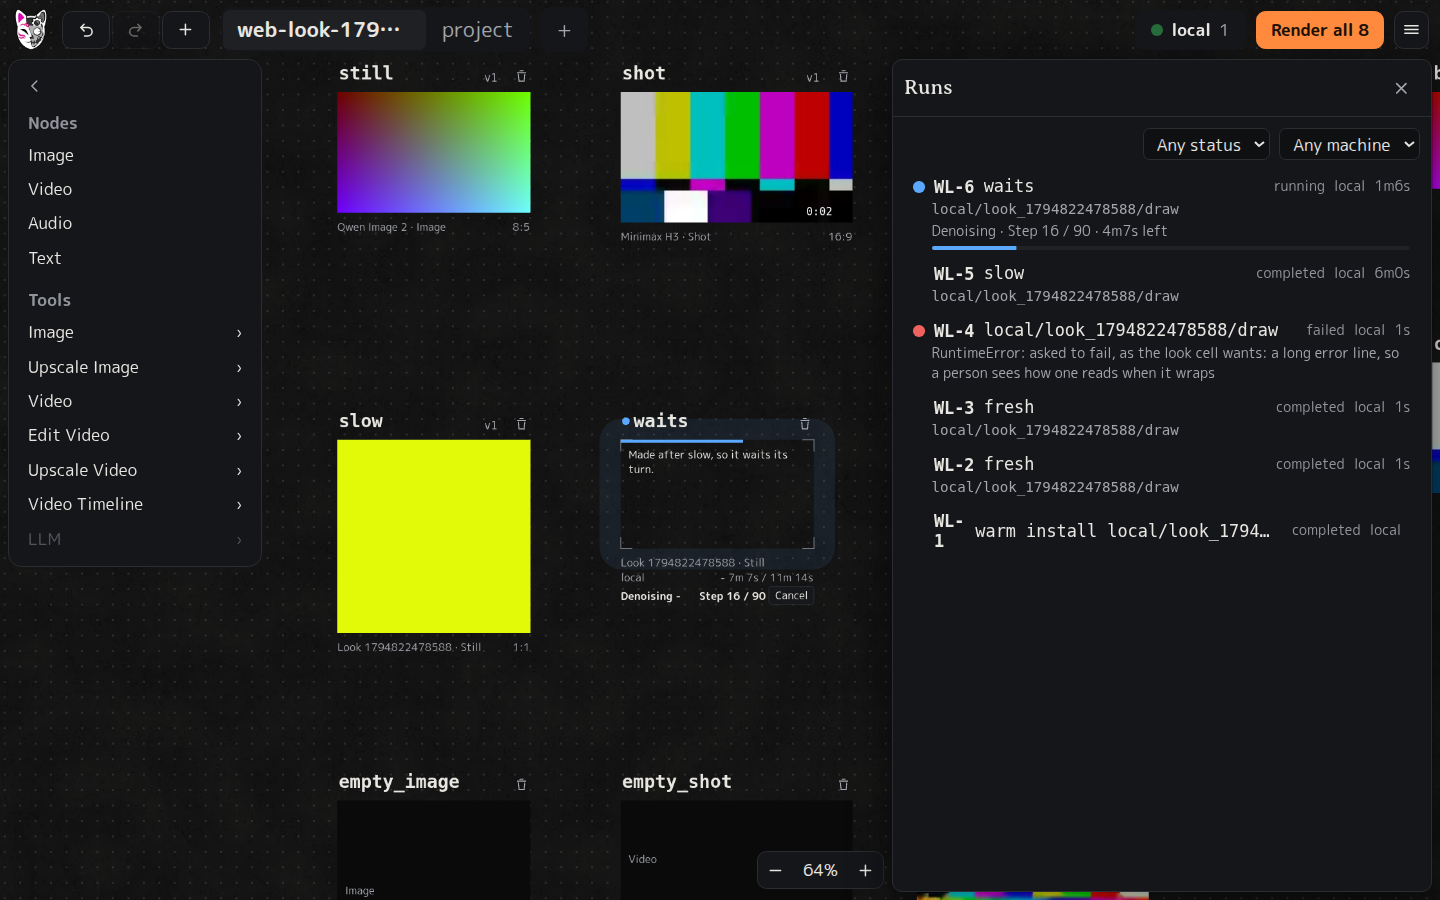 web-look-179···
project
local 1
Render all 8
Nodes
Image
Video
Audio
Text
Tools
Image
Upscale Image
Video
Edit Video
Upscale Video
Video Timeline
LLM
still v1
Qwen Image 2 · Image 8:5
shot v1
0:02
Minimax H3 · Shot 16:9
slow v1
Look 1794822478588 · Still 1:1
waits
Made after slow, so it waits its
turn.
Look 1794822478588 · Still
local - 7m 7s / 11m 14s
Denoising - Step 16 / 90 Cancel
empty_image
Image
empty_shot
Video
64%
Runs
Any status Any machine
WL-6 waits running local 1m6s
local/look_1794822478588/draw
Denoising · Step 16 / 90 · 4m7s left
WL-5 slow completed local 6m0s
local/look_1794822478588/draw
WL-4 local/look_1794822478588/draw failed local 1s
RuntimeError: asked to fail, as the look cell wants: a long error line, so
a person sees how one reads when it wraps
WL-3 fresh completed local 1s
local/look_1794822478588/draw
WL-2 fresh completed local 1s
local/look_1794822478588/draw
WL-
1 warm install local/look_1794… completed local